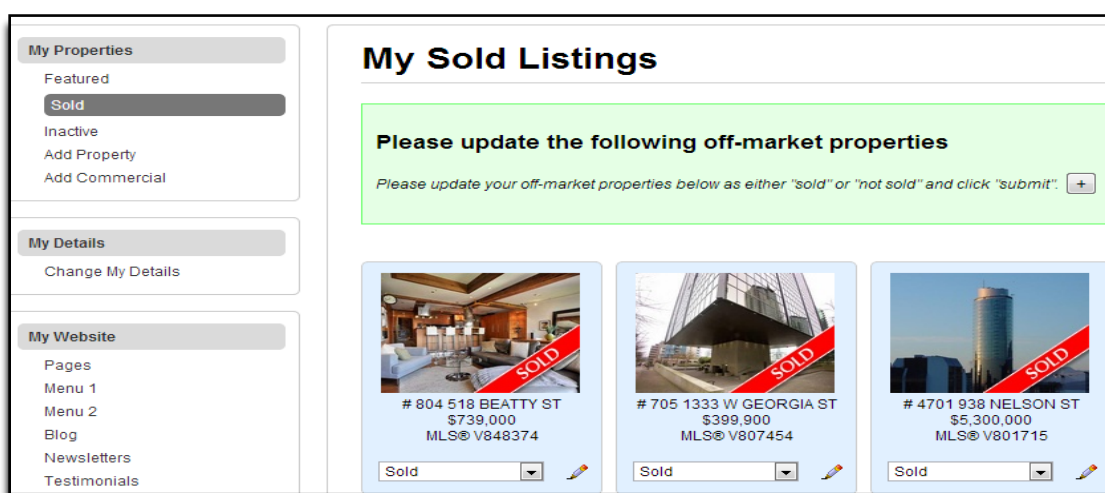 My Properties
Featured
Sold
Inactive
Add Property
Add Commercial
My Details
Change My Details
My Website
Pages
Menu 1
Menu 2
Blog
Newsletters
Testimonials
My Sold Listings
Please update the following off-market properties
Please update your off-market properties below as either "sold" or "not sold" and click "submit". +
SOLD
# 804 518 BEATTY ST
$739,000
MLS® V848374
Sold
SOLD
# 705 1333 W GEORGIA ST
$399,900
MLS® V807454
Sold
SOLD
# 4701 938 NELSON ST
$5,300,000
MLS® V801715
Sold